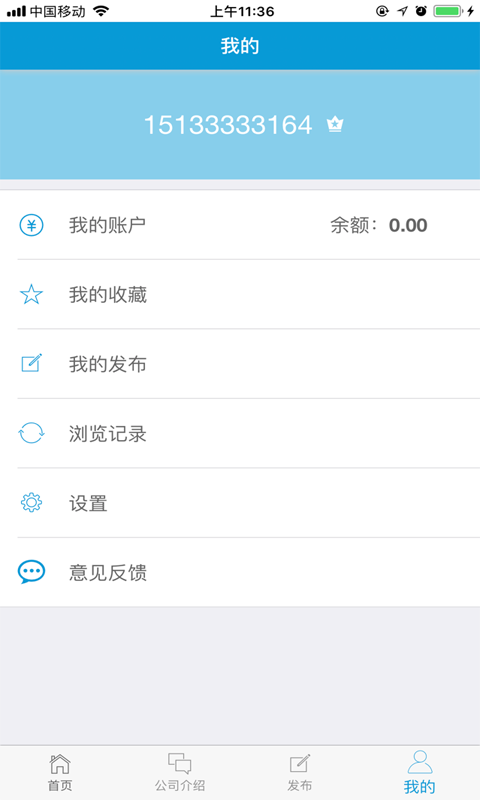 中国移动 上午11:36
我的
15133333164
我的账户 余额：0.00
我的收藏
我的发布
浏览记录
设置
意见反馈
首页 公司介绍 发布 我的